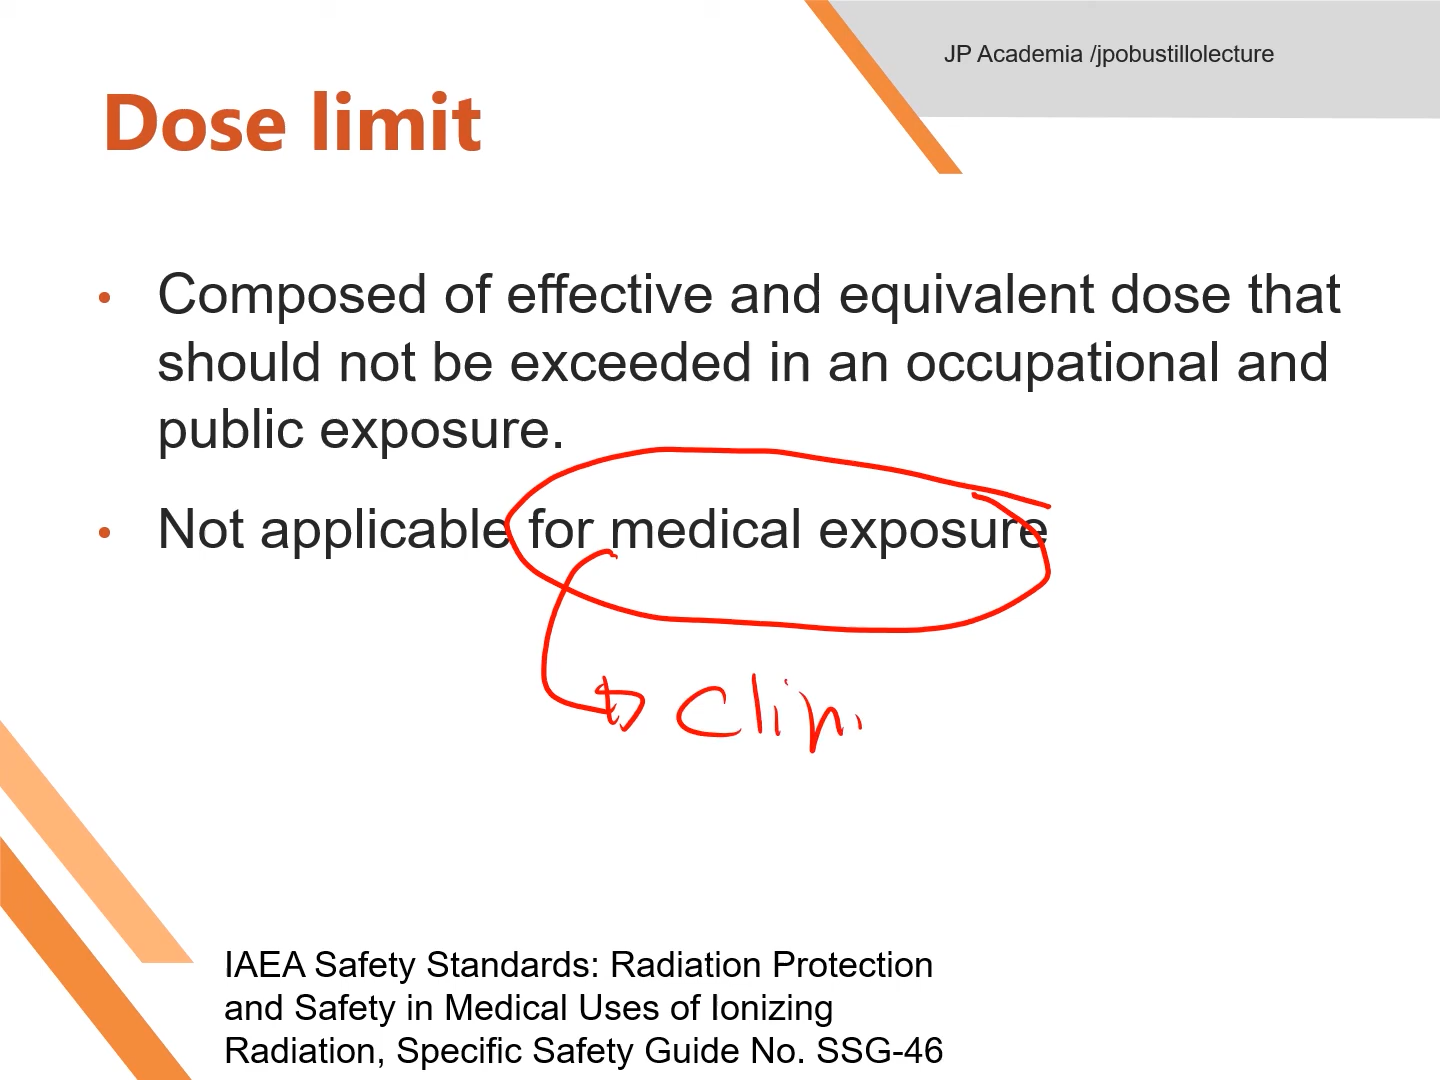 JP Academia /jpobustillolecture
Dose limit
• Composed of effective and equivalent dose that
should not be exceeded in an occupational and
public exposure.
• Not applicable for medical exposure
Clini
IAEA Safety Standards: Radiation Protection
and Safety in Medical Uses of Ionizing
Radiation, Specific Safety Guide No. SSG-46